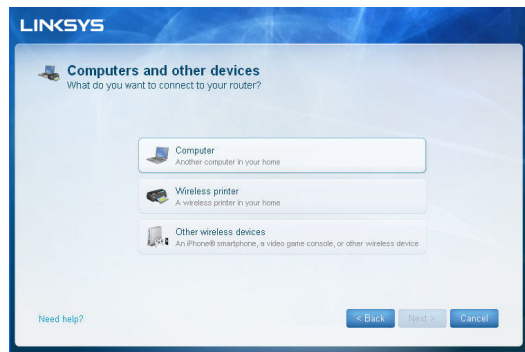 LINKSYS
Computers and other devices
What do you want to connect to your router?
Computer
Another computer in your home
Wireless printer
A wireless printer in your home
Other wireless devices
An iPhone® smartphone, a video game console, or other wireless device
Need help?
< Back Next > Cancel